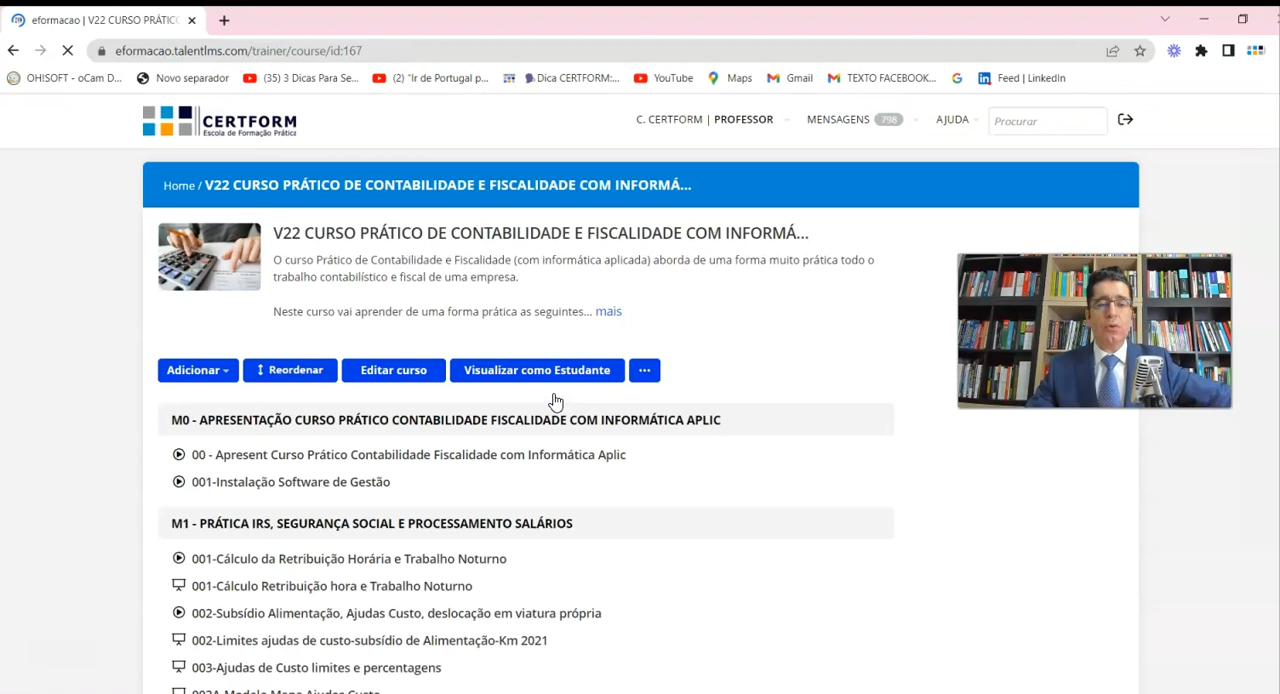 eformacao | V22 CURSO PRÁTIC
eformacao.talentlms.com/trainer/course/id:167
OH!SOFT - oCam D...
Novo separador
(35) 3 Dicas Para Se...
(2) "Ir de Portugal p...
Dica CERTFORM:...
YouTube
Maps
Gmail
TEXTO FACEBOOK...
Feed | LinkedIn
CERTFORM
Escola de Formação Prática
C. CERTFORM | PROFESSOR
MENSAGENS 798
AJUDA
Procurar
Home / V22 CURSO PRÁTICO DE CONTABILIDADE E FISCALIDADE COM INFORMÁ...
V22 CURSO PRÁTICO DE CONTABILIDADE E FISCALIDADE COM INFORMÁ...
O curso Prático de Contabilidade e Fiscalidade (com informática aplicada) aborda de uma forma muito prática todo o
trabalho contabilístico e fiscal de uma empresa.
Neste curso vai aprender de uma forma prática as seguintes... mais
Adicionar
Reordenar
Editar curso
Visualizar como Estudante
...
M0 - APRESENTAÇÃO CURSO PRÁTICO CONTABILIDADE FISCALIDADE COM INFORMÁTICA APLIC
00 - Apresent Curso Prático Contabilidade Fiscalidade com Informática Aplic
001-Instalação Software de Gestão
M1 - PRÁTICA IRS, SEGURANÇA SOCIAL E PROCESSAMENTO SALÁRIOS
001-Cálculo da Retribuição Horária e Trabalho Noturno
001-Cálculo Retribuição hora e Trabalho Noturno
002-Subsídio Alimentação, Ajudas Custo, deslocação em viatura própria
002-Limites ajudas de custo-subsídio de Alimentação-Km 2021
003-Ajudas de Custo limites e percentagens
003A-Modelo Mapa Ajudas Custo